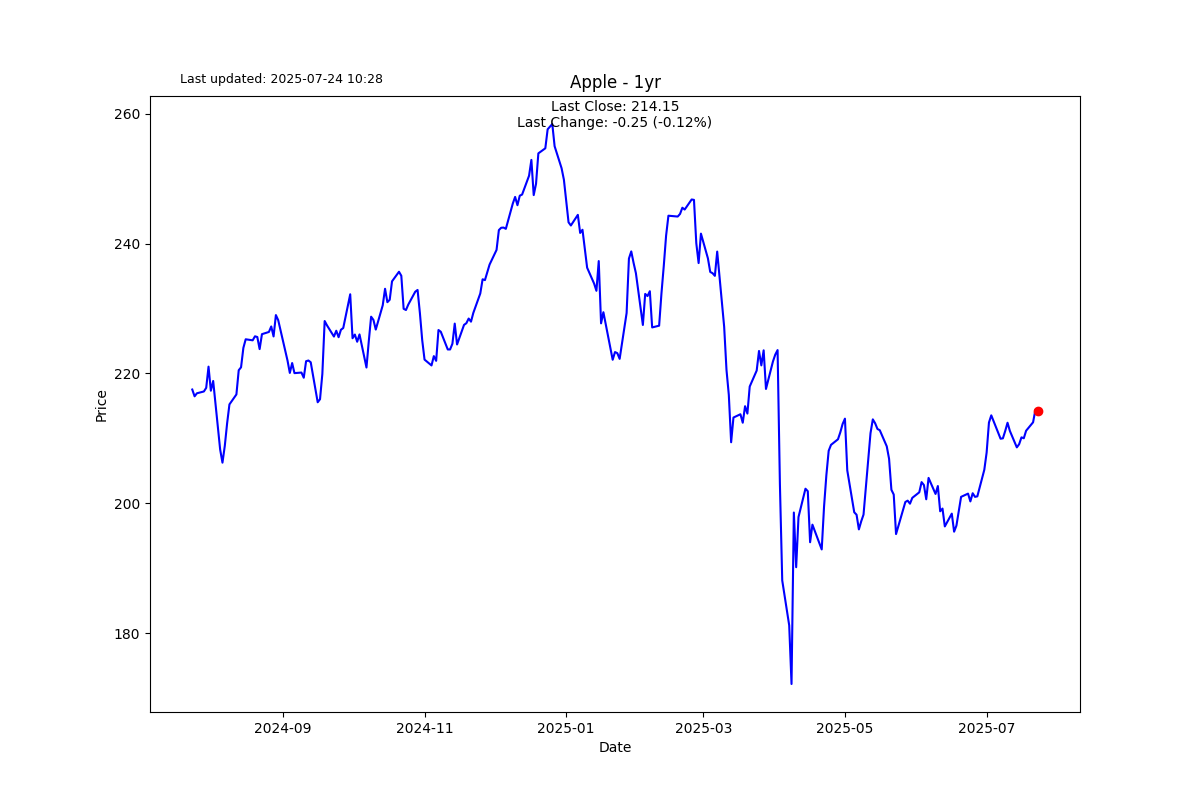 Last updated: 2025-07-24 10:28
Apple - 1yr
Last Close: 214.15
Last Change: -0.25 (-0.12%)
260
240
220
200
180
Price
2024-09
2024-11
2025-01
2025-03
2025-05
2025-07
Date